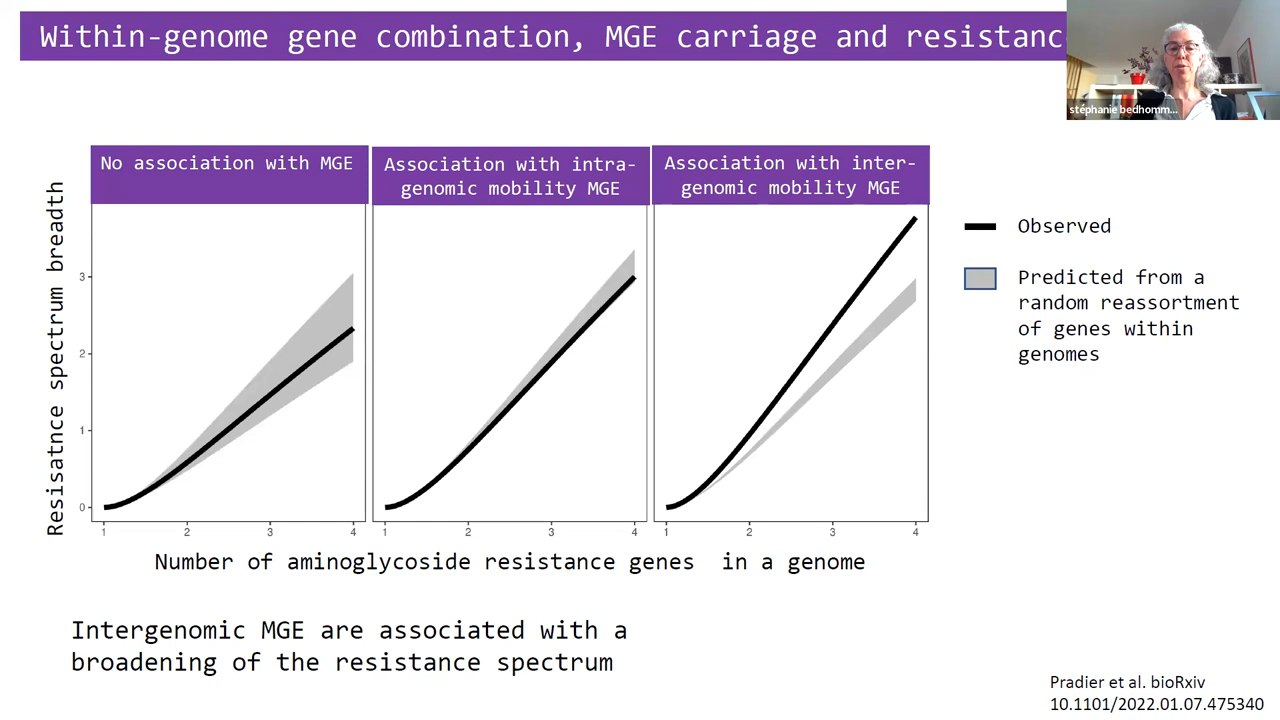 Within-genome gene combination, MGE carriage and resistanc
stéphanie bedhomm...
No association with MGE
Association with intra-
genomic mobility MGE
Association with inter-
genomic mobility MGE
Resisatnce spectrum breadth
3
2
1
0
1 2 3 4
1 2 3 4
1 2 3 4
Number of aminoglycoside resistance genes in a genome
Observed
Predicted from a
random reassortment
of genes within
genomes
Intergenomic MGE are associated with a
broadening of the resistance spectrum
Pradier et al. bioRxiv
10.1101/2022.01.07.475340